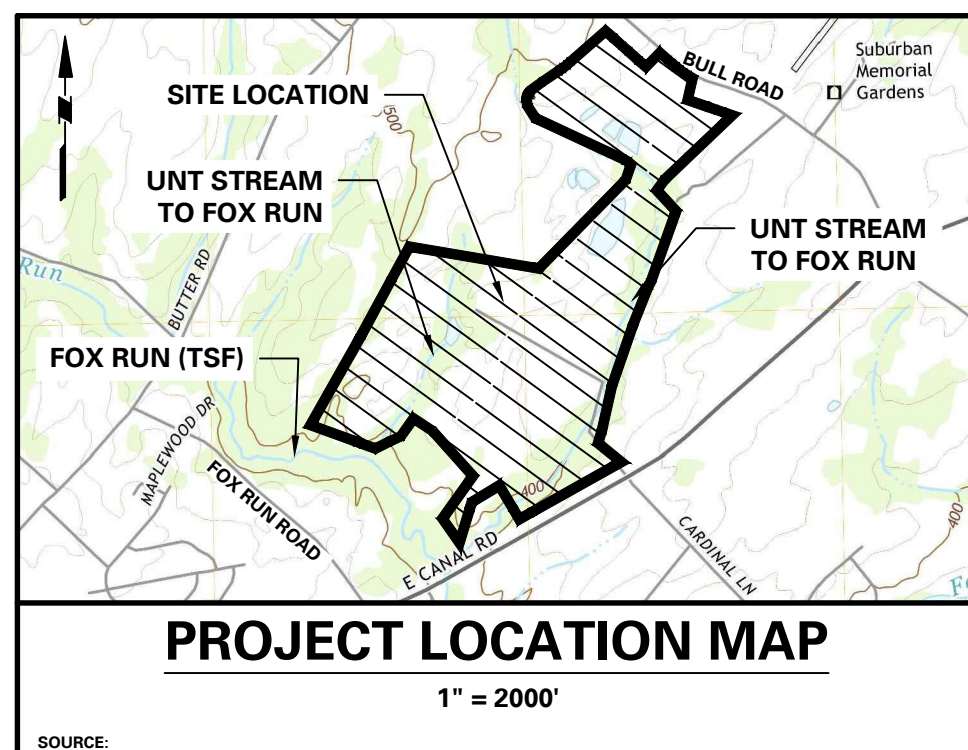 BULL ROAD
Suburban
Memorial
Gardens
SITE LOCATION
500
UNT STREAM
TO FOX RUN
UNT STREAM
TO FOX RUN
Run
BUTTER RD
FOX RUN (TSF)
MAPLEWOOD DR
FOX RUN ROAD
400
E CANAL RD
CARDINAL LN
400
PROJECT LOCATION MAP
1" = 2000'
SOURCE: